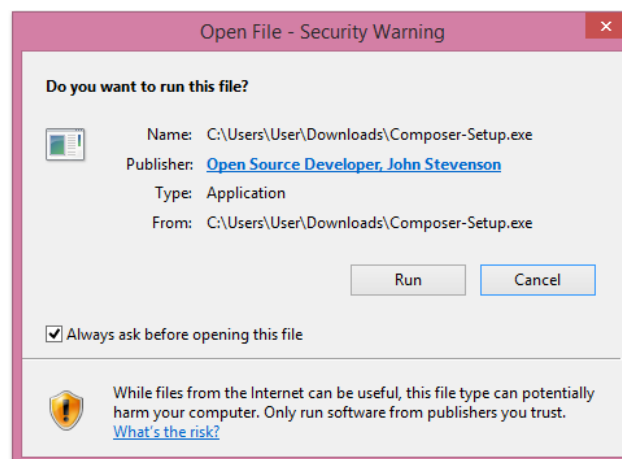 Open File - Security Warning
Do you want to run this file?
Name: C:\Users\User\Downloads\Composer-Setup.exe
Publisher: Open Source Developer, John Stevenson
Type: Application
From: C:\Users\User\Downloads\Composer-Setup.exe
Run Cancel
Always ask before opening this file
While files from the Internet can be useful, this file type can potentially
harm your computer. Only run software from publishers you trust.
What's the risk?